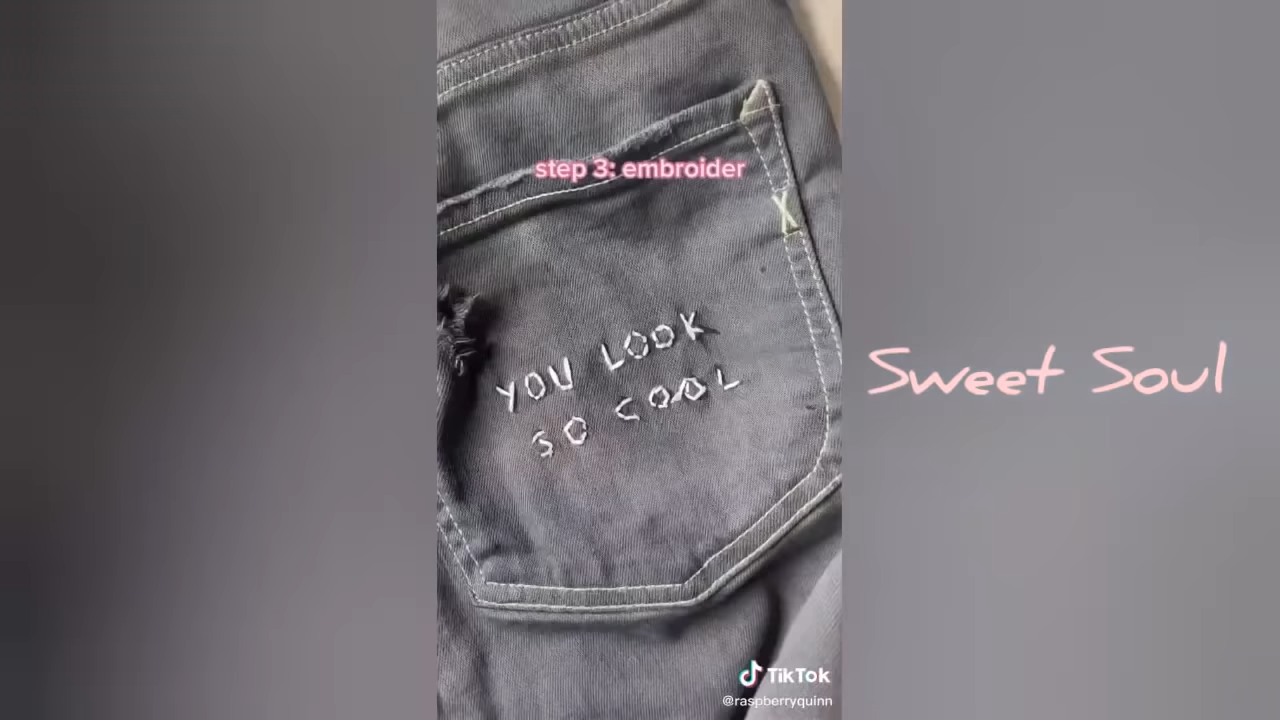 step 3: embroider
X
YOU LOOK
SO COOL
Sweet Soul
TikTok
@raspberryquinn